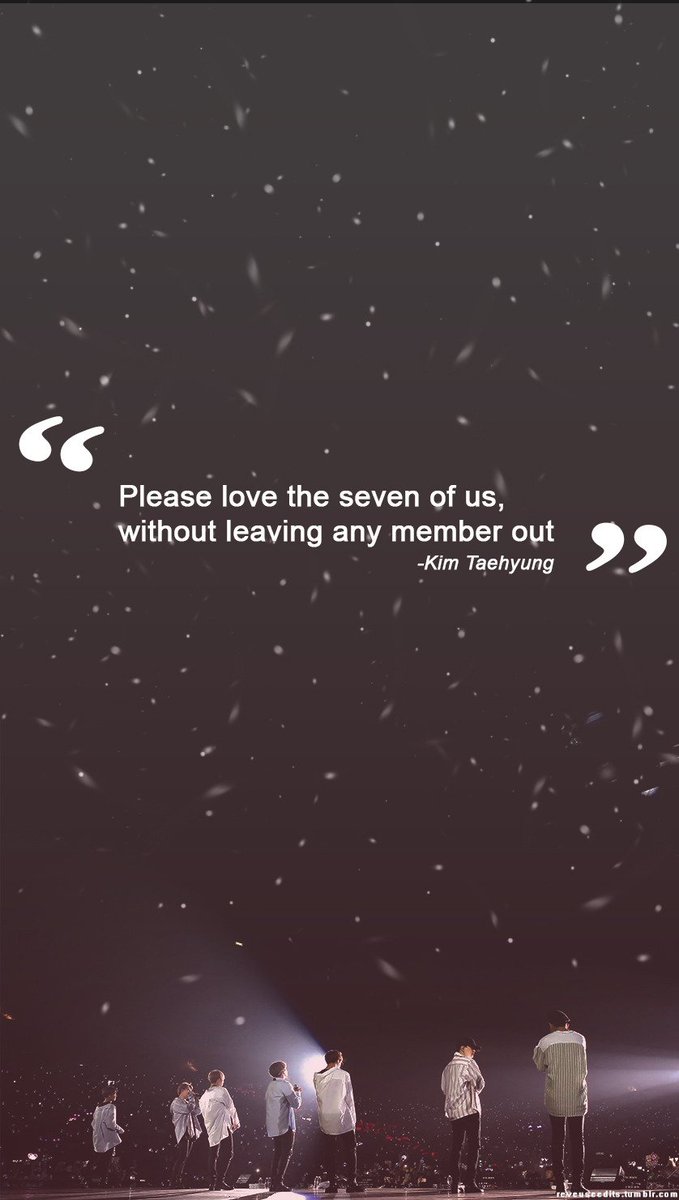 “
Please love the seven of us,
without leaving any member out
”
-Kim Taehyung